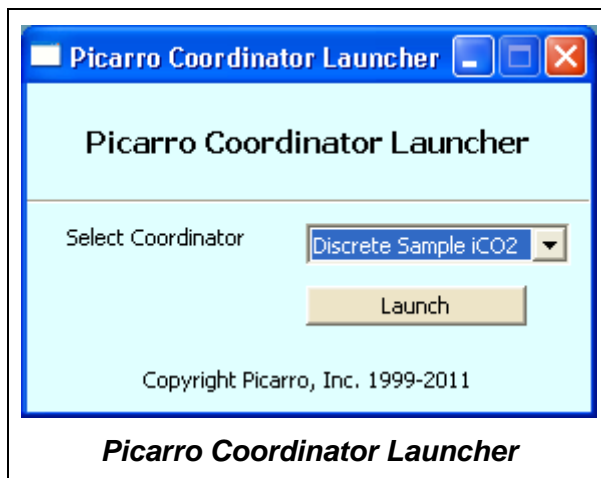 Picarro Coordinator Launcher
Picarro Coordinator Launcher
Select Coordinator Discrete Sample iCO2
Launch
Copyright Picarro, Inc. 1999-2011
Picarro Coordinator Launcher